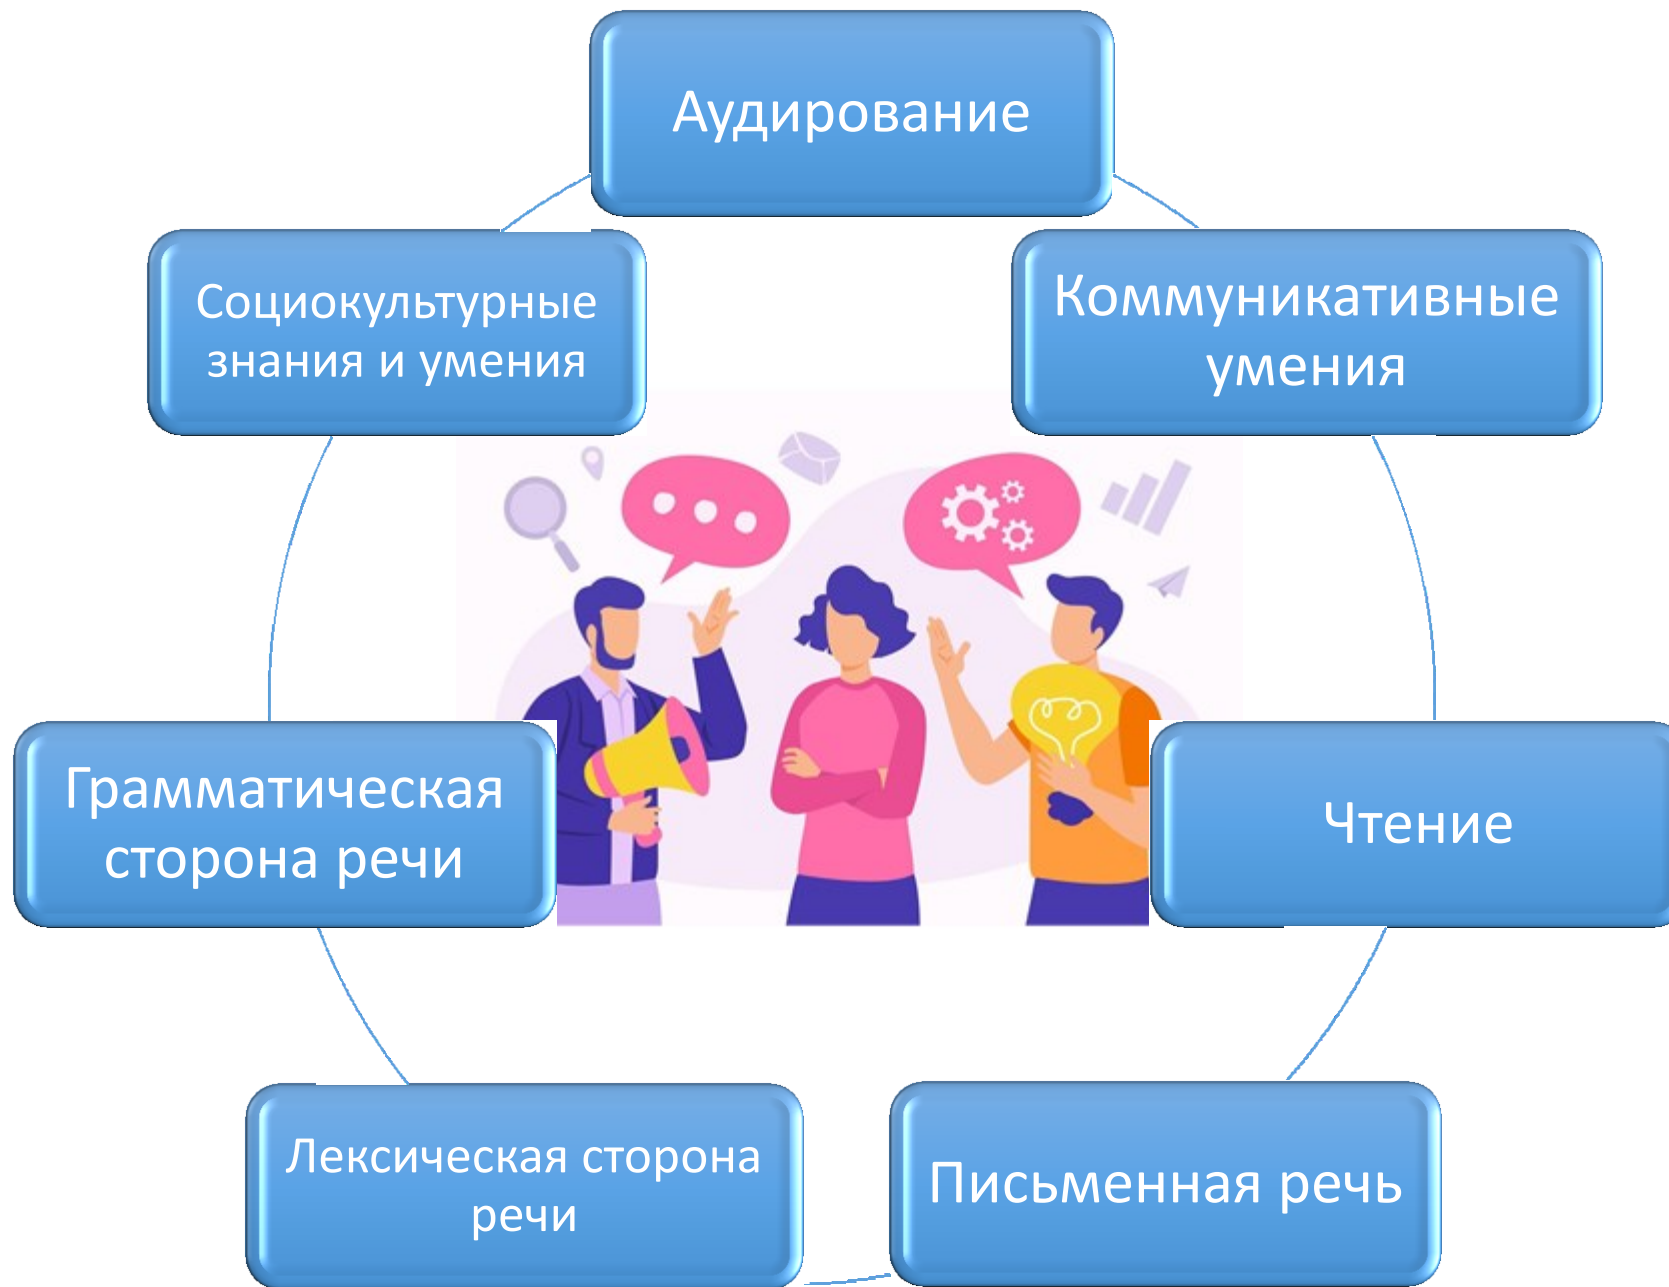 Аудирование
Социокультурные
знания и умения
Коммуникативные
умения
Грамматическая
сторона речи
Чтение
Лексическая сторона
речи
Письменная речь